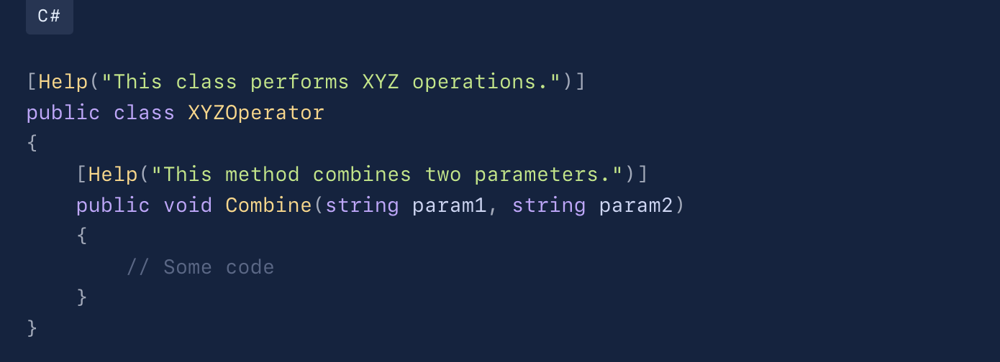 C#
[Help("This class performs XYZ operations.")]
public class XYZOperator
{
    [Help("This method combines two parameters.")]
    public void Combine(string param1, string param2)
    {
        // Some code
    }
}